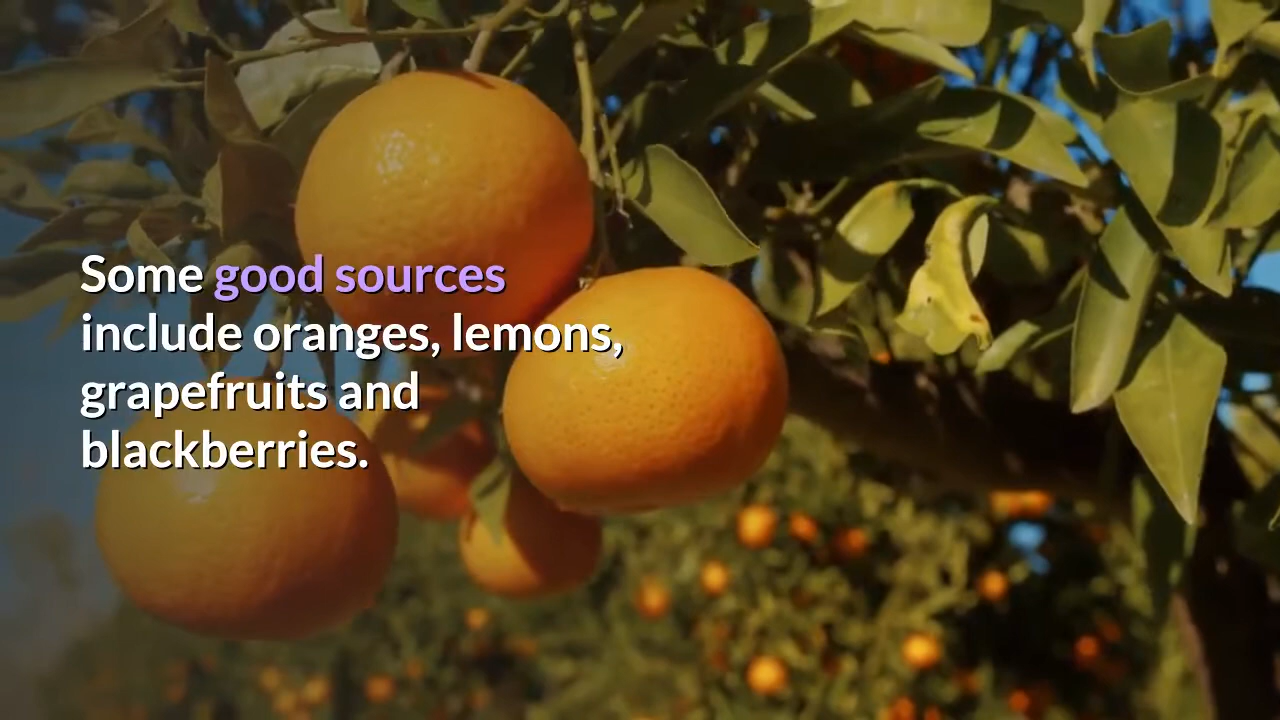 Some good sources
include oranges, lemons,
grapefruits and
blackberries.